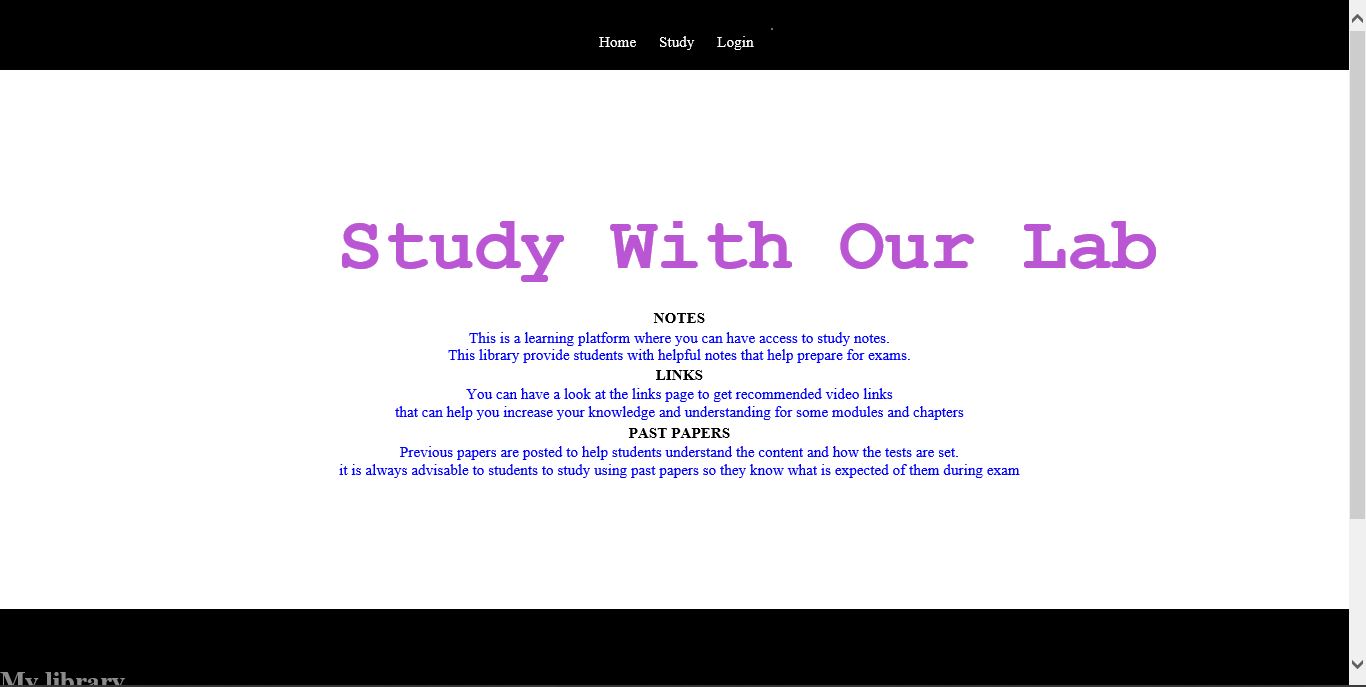 Home Study Login
Study With Our Lab
NOTES
This is a learning platform where you can have access to study notes.
This library provide students with helpful notes that help prepare for exams.
LINKS
You can have a look at the links page to get recommended video links
that can help you increase your knowledge and understanding for some modules and chapters
PAST PAPERS
Previous papers are posted to help students understand the content and how the tests are set.
it is always advisable to students to study using past papers so they know what is expected of them during exam
My library